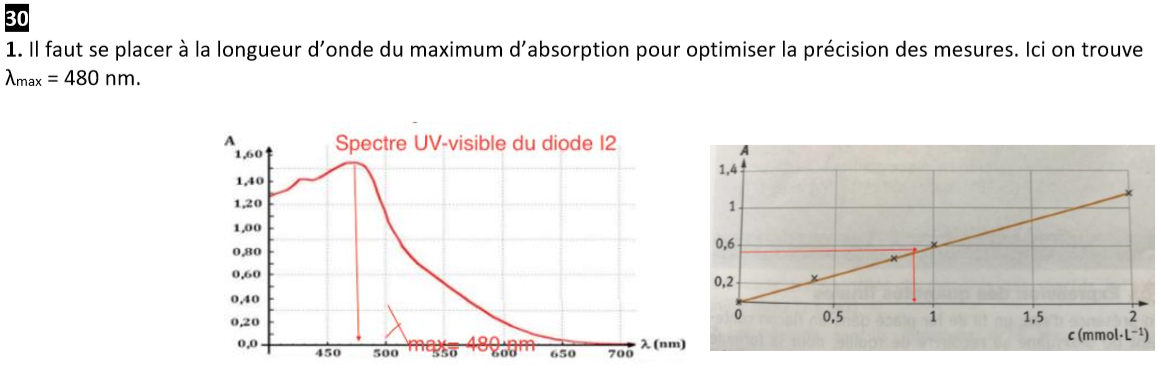 30
1. Il faut se placer à la longueur d’onde du maximum d’absorption pour optimiser la précision des mesures. Ici on trouve
λmax = 480 nm.
Spectre UV-visible du diode I2
A
1,60
1,40
1,20
1,00
0,80
0,60
0,40
0,20
0,0
450 500 550 600 650 700 λ (nm)
max= 480 nm
A
1,4
1
0,6
0,2
0 0,5 1 1,5 2
c (mmol·L⁻¹)